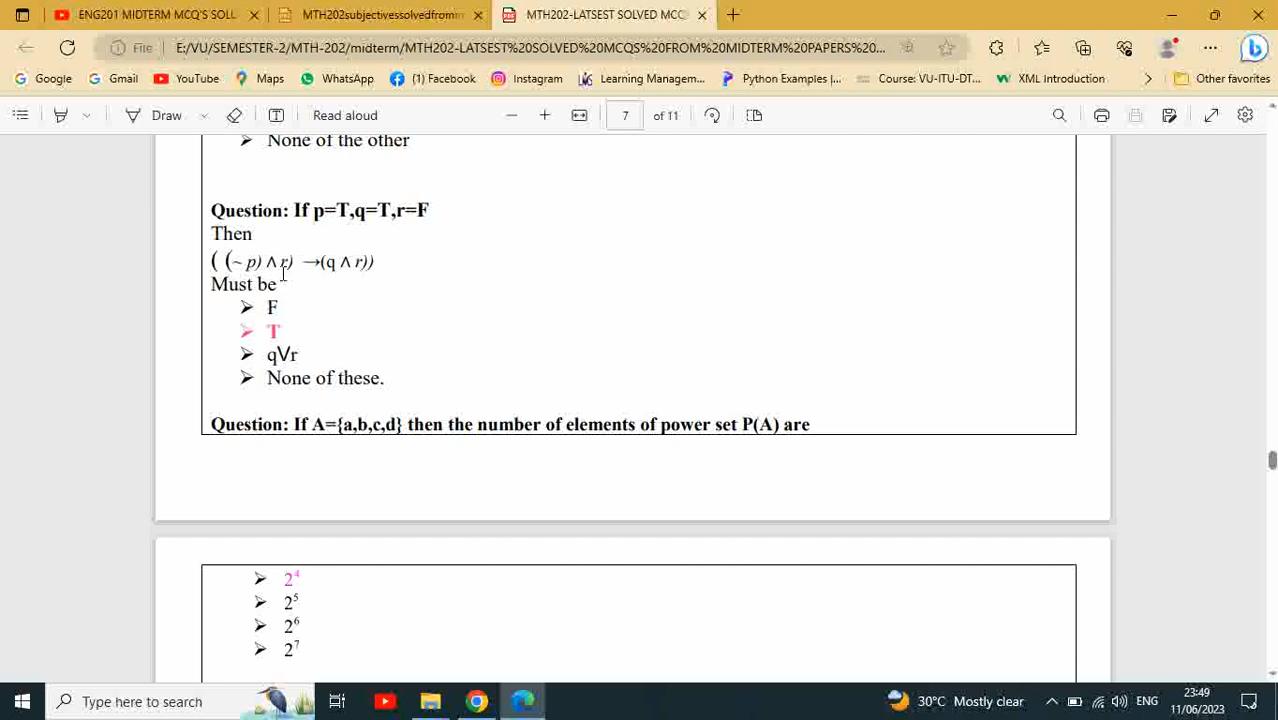 ENG201 MIDTERM MCQ'S SOLL
MTH202subjectivessolvedfrommi
MTH202-LATSEST SOLVED MCQ
File
E:/VU/SEMESTER-2/MTH-202/midterm/MTH202-LATSEST%20SOLVED%20MCQS%20FROM%20MIDTERM%20PAPERS%20...
Google
Gmail
YouTube
Maps
WhatsApp
(1) Facebook
Instagram
Learning Managem...
Python Examples |...
Course: VU-ITU-DT...
XML Introduction
Other favorites
Draw
Read aloud
7
of 11
None of the other
Question: If p=T,q=T,r=F
Then
( (~ p) ∧ r) →(q ∧ r))
Must be
F
T
q∨r
None of these.
Question: If A={a,b,c,d} then the number of elements of power set P(A) are
2⁴
2⁵
2⁶
2⁷
Type here to search
30°C Mostly clear
ENG
23:49
11/06/2023